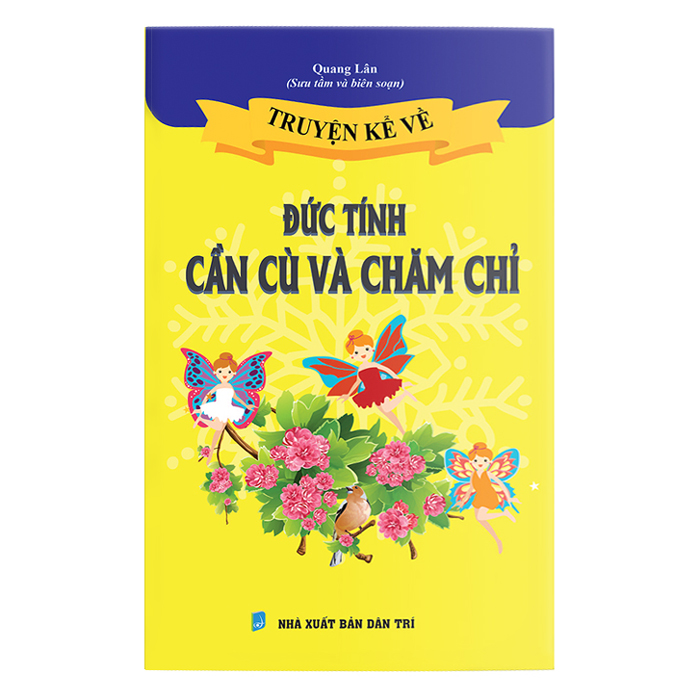 Quang Lân
(Sưu tầm và biên soạn)
TRUYỆN KỂ VỀ
ĐỨC TÍNH
CẦN CÙ VÀ CHĂM CHỈ
NHÀ XUẤT BẢN DÂN TRÍ